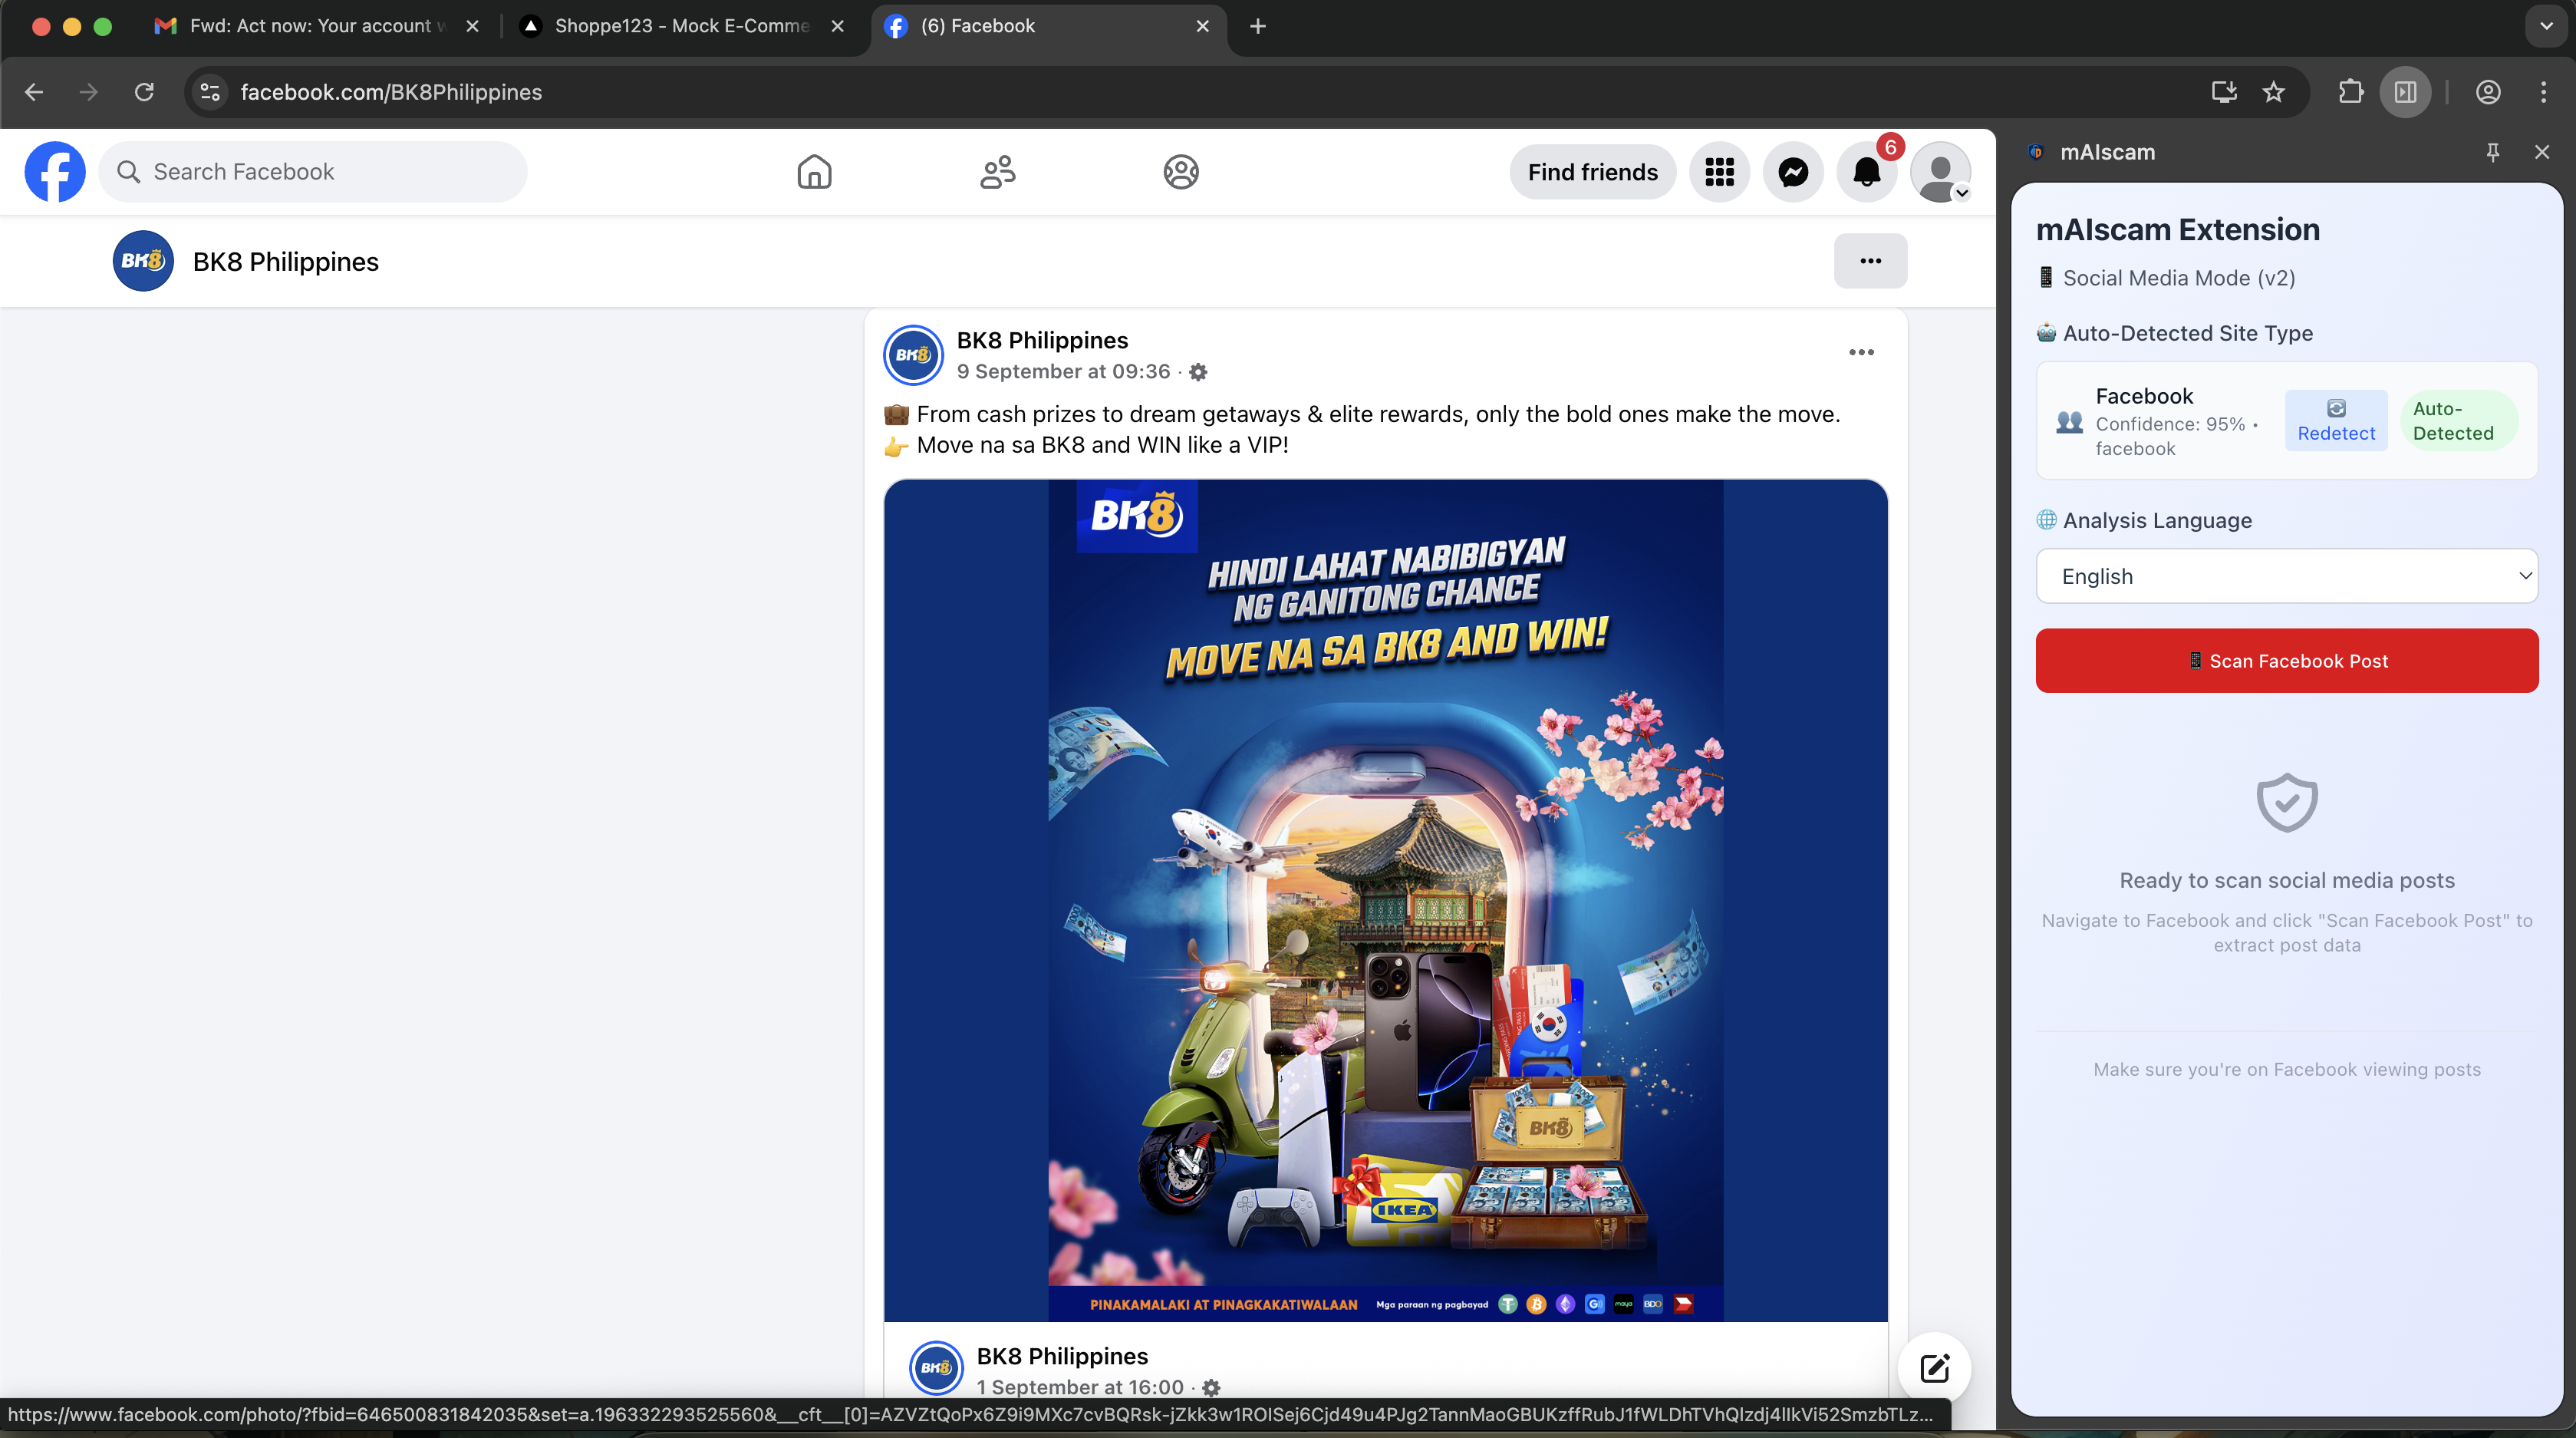 Fwd: Act now: Your account w
Shoppe123 - Mock E-Comme
(6) Facebook
facebook.com/BK8Philippines
Search Facebook
Find friends
6
BK8 Philippines
BK8
BK8 Philippines
9 September at 09:36 ·
BK8
From cash prizes to dream getaways & elite rewards, only the bold ones make the move.
Move na sa BK8 and WIN like a VIP!
BK8
HINDI LAHAT NABIBIGYAN
NG GANITONG CHANCE
MOVE NA SA BK8 AND WIN!
BK8
IKEA
PINAKAMALAKI AT PINAGKAKATIWALAAN Mga paraan ng pagbayad maya BDO
BK8
BK8 Philippines
1 September at 16:00 ·
https://www.facebook.com/photo/?fbid=646500831842035&set=a.196332293525560&__cft__[0]=AZVZtQoPx6Z9i9MXc7cvBQRsk-jZkk3w1ROISej6Cjd49u4PJg2TannMaoGBUKzffRubJ1fWLDhTVhQIzdj4lIkVi52SmzbTLz...
mAIscam
mAIscam Extension
Social Media Mode (v2)
Auto-Detected Site Type
Facebook
Confidence: 95% •
facebook
Redetect
Auto-
Detected
Analysis Language
English
Scan Facebook Post
Ready to scan social media posts
Navigate to Facebook and click "Scan Facebook Post" to
extract post data
Make sure you're on Facebook viewing posts